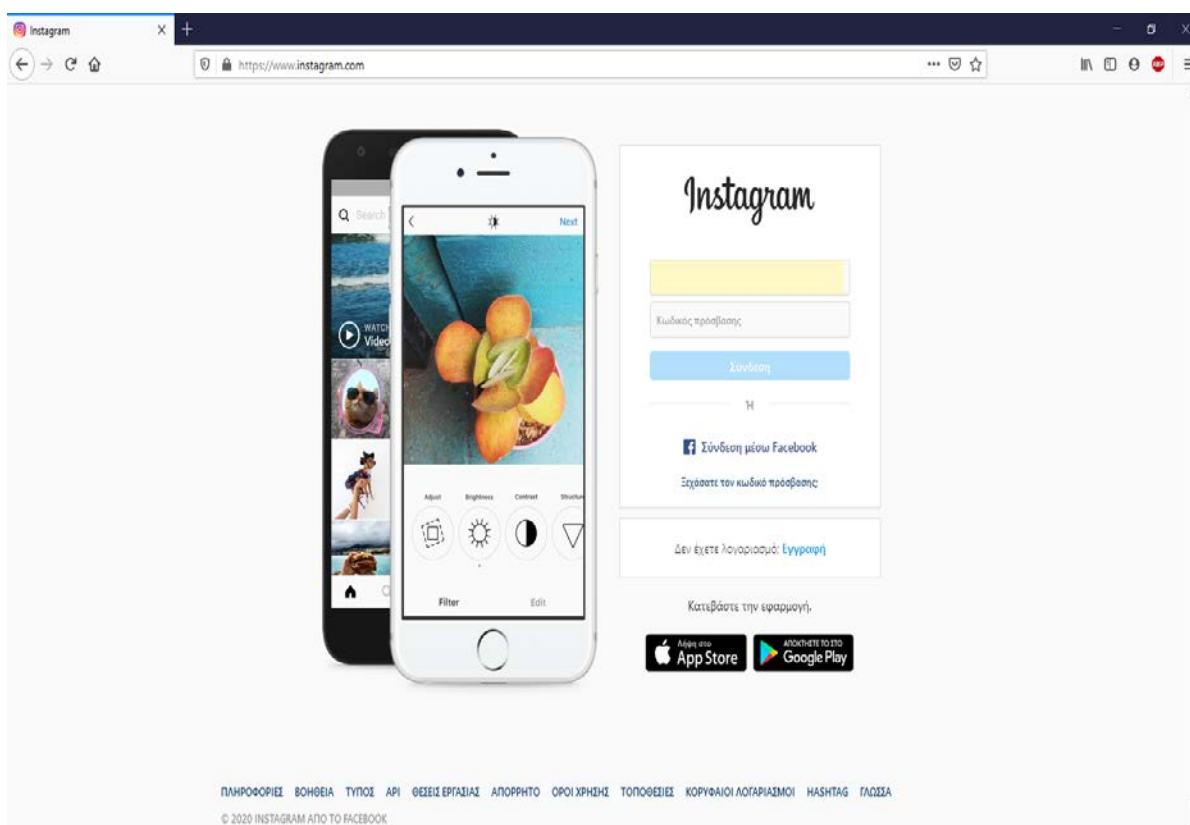 Instagram
https://www.instagram.com
Search
Next
WATCH
Video
Adjust Brightness Contrast Structure
Filter Edit
Instagram
Κωδικός πρόσβασης
Σύνδεση
Ή
Σύνδεση μέσω Facebook
Ξεχάσατε τον κωδικό πρόσβασης;
Δεν έχετε λογαριασμό; Εγγραφή
Κατεβάστε την εφαρμογή.
Λήψη στο
App Store
ΑΠΟΚΤΗΣΤΕ ΤΟ ΣΤΟ
Google Play
ΠΛΗΡΟΦΟΡΙΕΣ ΒΟΗΘΕΙΑ ΤΥΠΟΣ API ΘΕΣΕΙΣ ΕΡΓΑΣΙΑΣ ΑΠΟΡΡΗΤΟ ΟΡΟΙ ΧΡΗΣΗΣ ΤΟΠΟΘΕΣΙΕΣ ΚΟΡΥΦΑΙΟΙ ΛΟΓΑΡΙΑΣΜΟΙ HASHTAG ΓΛΩΣΣΑ
© 2020 INSTAGRAM ΑΠΟ ΤΟ FACEBOOK